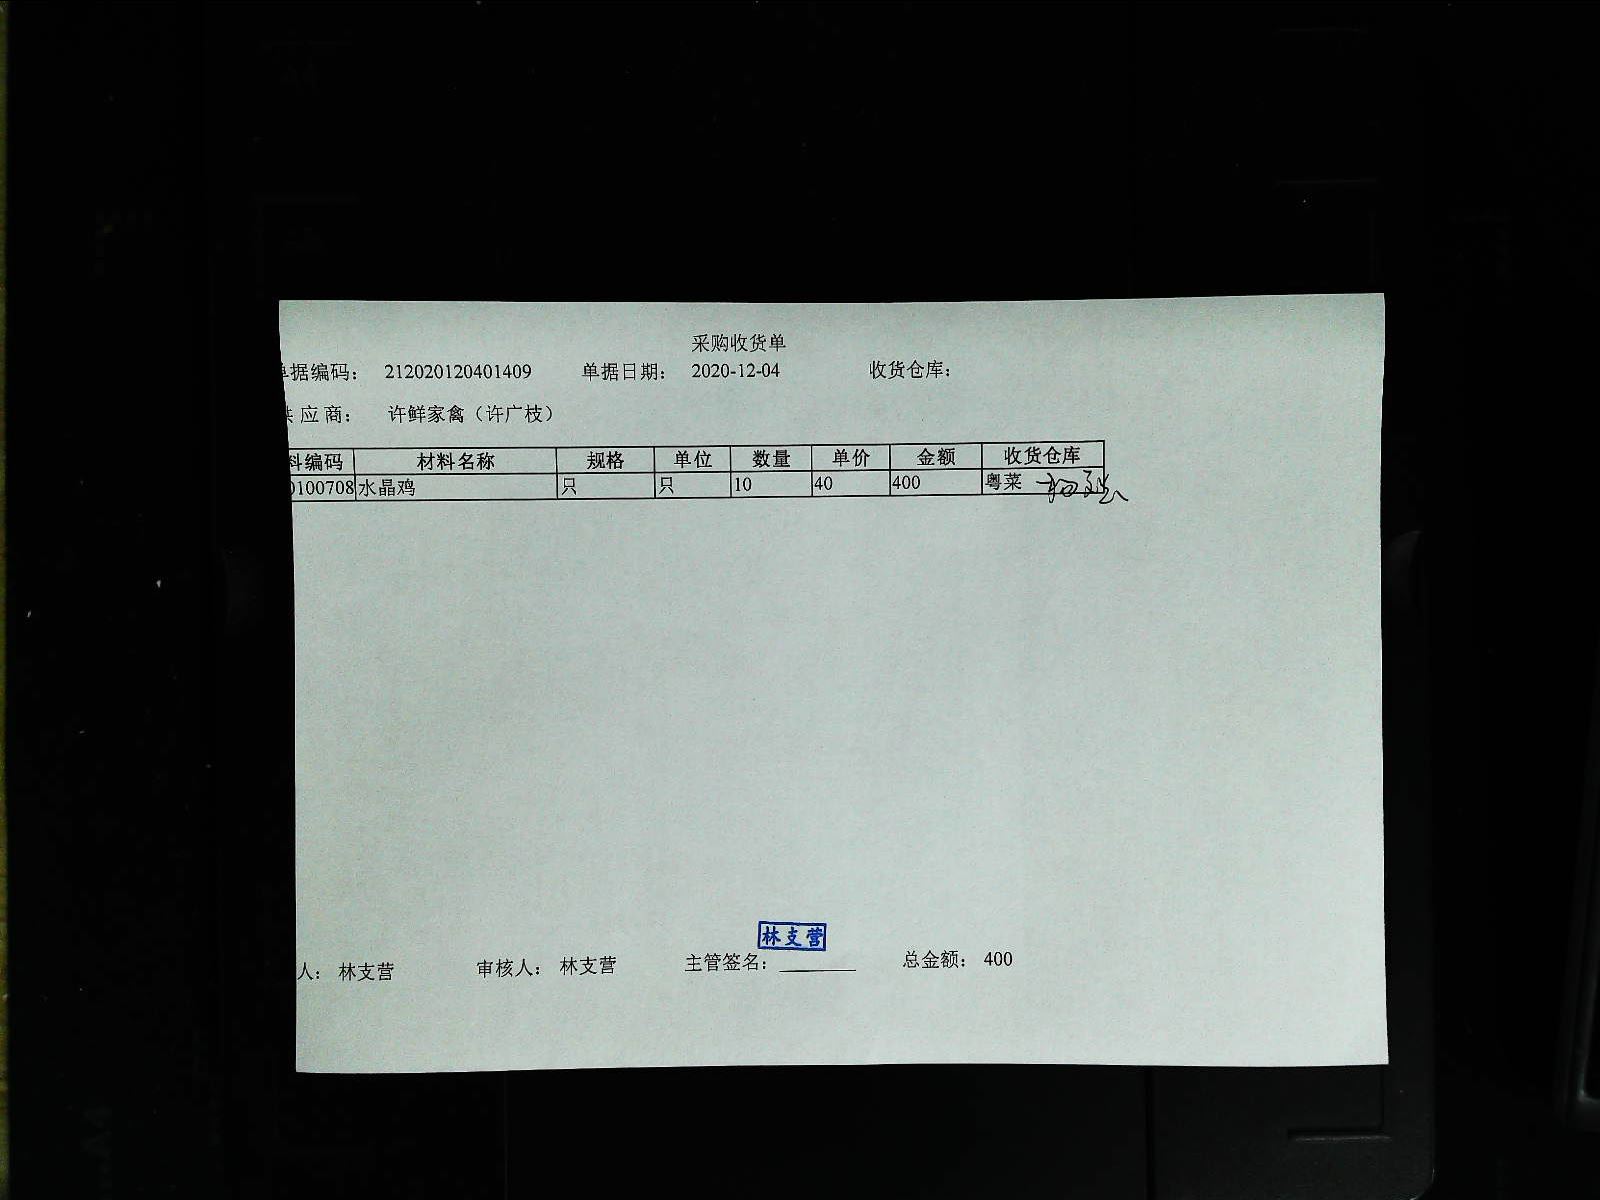 采购收货单
单据编码： 212020120401409 单据日期： 2020-12-04 收货仓库：
供应商： 许鲜家禽（许广枝）
料编码 材料名称 规格 单位 数量 单价 金额 收货仓库
0100708 水晶鸡 只 只 10 40 400 粤菜
林支营
人： 林支营 审核人： 林支营 主管签名： 总金额： 400